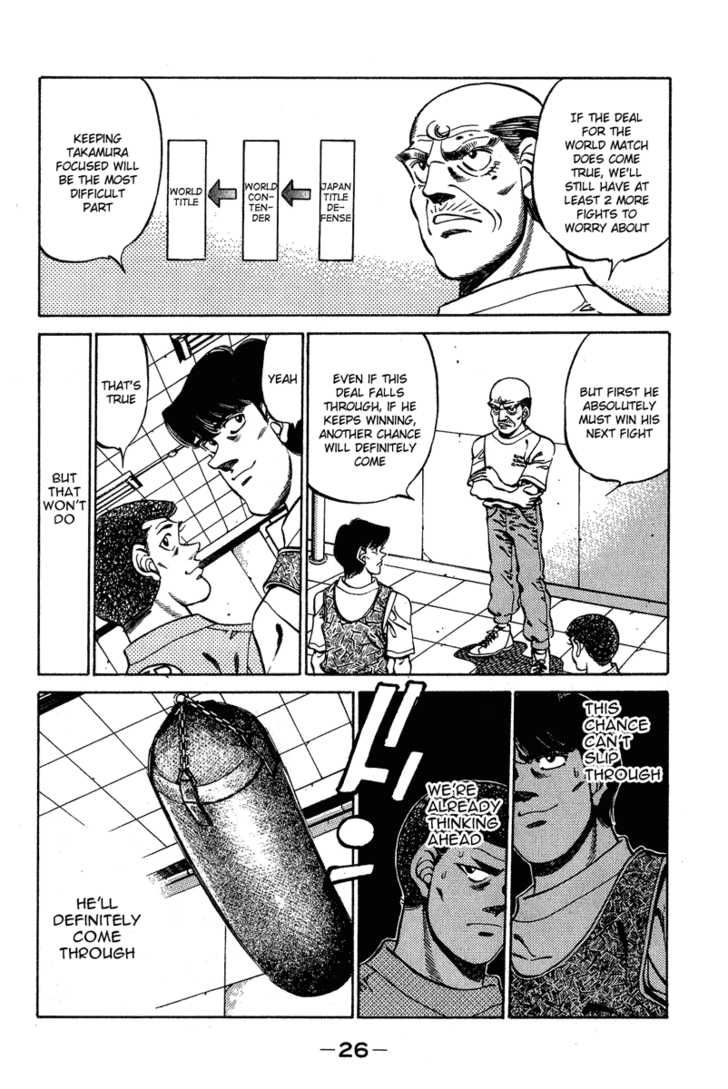 IF THE DEAL
FOR THE
WORLD MATCH
DOES COME
TRUE, WE'LL
STILL HAVE AT
LEAST 2 MORE
FIGHTS TO
WORRY ABOUT
JAPAN
TITLE
DE-
FENSE
WORLD
CON-
TEN-
DER
WORLD
TITLE
KEEPING
TAKAMURA
FOCUSED WILL
BE THE MOST
DIFFICULT
PART
BUT FIRST HE
ABSOLUTELY
MUST WIN HIS
NEXT FIGHT
EVEN IF THIS
DEAL FALLS
THROUGH, IF HE
KEEPS WINNING,
ANOTHER CHANCE
WILL DEFINITELY
COME
YEAH
THAT'S
TRUE
BUT
THAT
WON'T
DO
THIS
CHANCE
CAN'T
SLIP
THROUGH
WE'RE
ALREADY
THINKING
AHEAD
HE'LL
DEFINITELY
COME
THROUGH
-26-